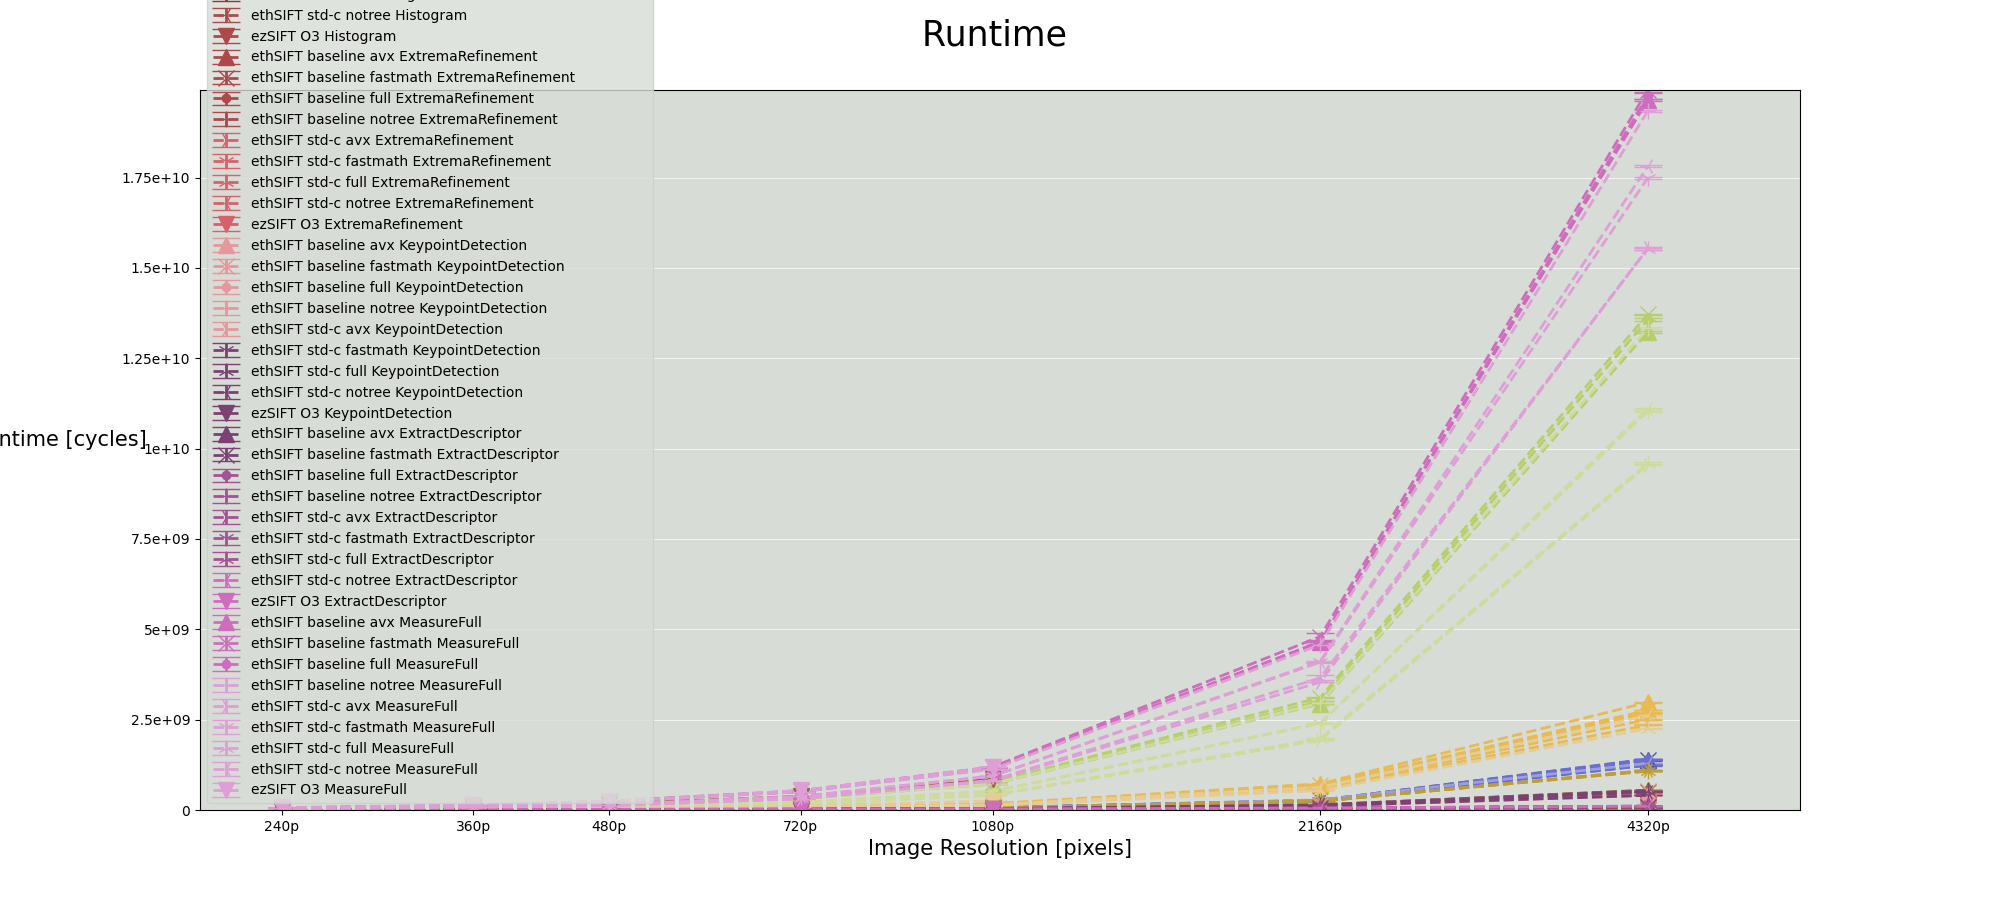 ethSIFT std-c notree Histogram
ezSIFT O3 Histogram
Runtime
ethSIFT baseline avx ExtremaRefinement
ethSIFT baseline fastmath ExtremaRefinement
ethSIFT baseline full ExtremaRefinement
ethSIFT baseline notree ExtremaRefinement
ethSIFT std-c avx ExtremaRefinement
ethSIFT std-c fastmath ExtremaRefinement
ethSIFT std-c full ExtremaRefinement
ethSIFT std-c notree ExtremaRefinement
ezSIFT O3 ExtremaRefinement
ethSIFT baseline avx KeypointDetection
ethSIFT baseline fastmath KeypointDetection
ethSIFT baseline full KeypointDetection
ethSIFT baseline notree KeypointDetection
ethSIFT std-c avx KeypointDetection
ethSIFT std-c fastmath KeypointDetection
ethSIFT std-c full KeypointDetection
ethSIFT std-c notree KeypointDetection
ezSIFT O3 KeypointDetection
ethSIFT baseline avx ExtractDescriptor
ethSIFT baseline fastmath ExtractDescriptor
ethSIFT baseline full ExtractDescriptor
ethSIFT baseline notree ExtractDescriptor
ethSIFT std-c avx ExtractDescriptor
ethSIFT std-c fastmath ExtractDescriptor
ethSIFT std-c full ExtractDescriptor
ethSIFT std-c notree ExtractDescriptor
ezSIFT O3 ExtractDescriptor
ethSIFT baseline avx MeasureFull
ethSIFT baseline fastmath MeasureFull
ethSIFT baseline full MeasureFull
ethSIFT baseline notree MeasureFull
ethSIFT std-c avx MeasureFull
ethSIFT std-c fastmath MeasureFull
ethSIFT std-c full MeasureFull
ethSIFT std-c notree MeasureFull
ezSIFT O3 MeasureFull
1.75e+10
1.5e+10
1.25e+10
1e+10
7.5e+09
5e+09
2.5e+09
0
ntime [cycles]
240p
360p
480p
720p
1080p
2160p
4320p
Image Resolution [pixels]